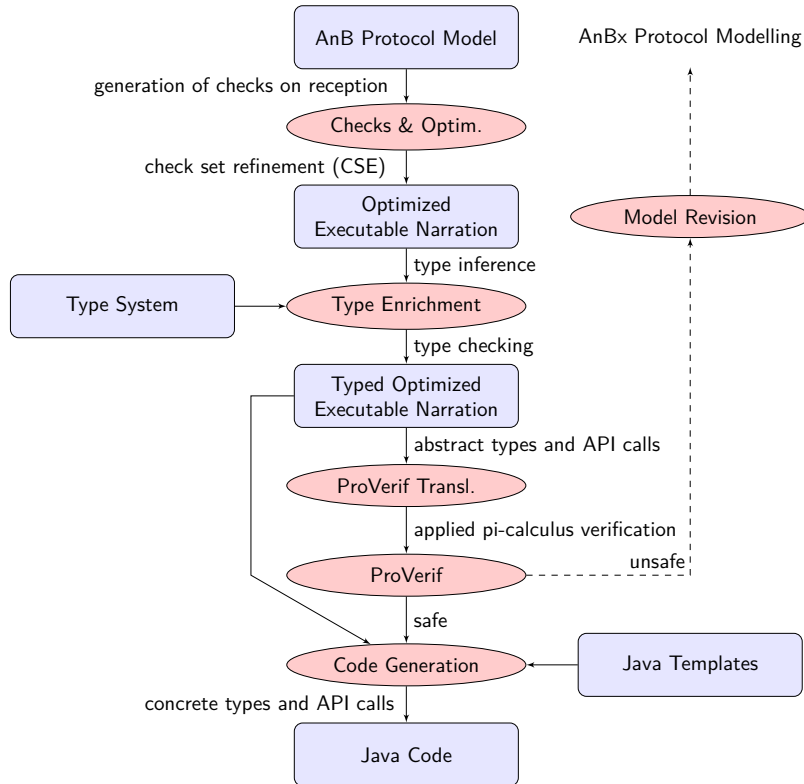 AnB Protocol Model
AnBx Protocol Modelling
generation of checks on reception
Checks & Optim.
check set refinement (CSE)
Optimized
Executable Narration
Model Revision
type inference
Type System
Type Enrichment
type checking
Typed Optimized
Executable Narration
abstract types and API calls
ProVerif Transl.
applied pi-calculus verification
unsafe
ProVerif
safe
Code Generation
Java Templates
concrete types and API calls
Java Code